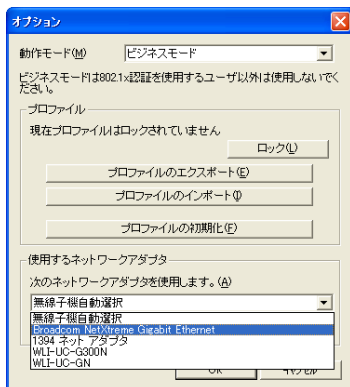 オプション
動作モード(M)
ビジネスモード
ビジネスモードは802.1x認証を使用するユーザ以外は使用しないでください。
プロファイル
現在プロファイルはロックされていません
ロック(L)
プロファイルのエクスポート(E)
プロファイルのインポート(I)
プロファイルの初期化(F)
使用するネットワークアダプタ
次のネットワークアダプタを使用します。(A)
無線子機自動選択
無線子機自動選択
Broadcom NetXtreme Gigabit Ethernet
1394 ネット アダプタ
WLI-UC-G300N
WLI-UC-GN
OK
キャンセル